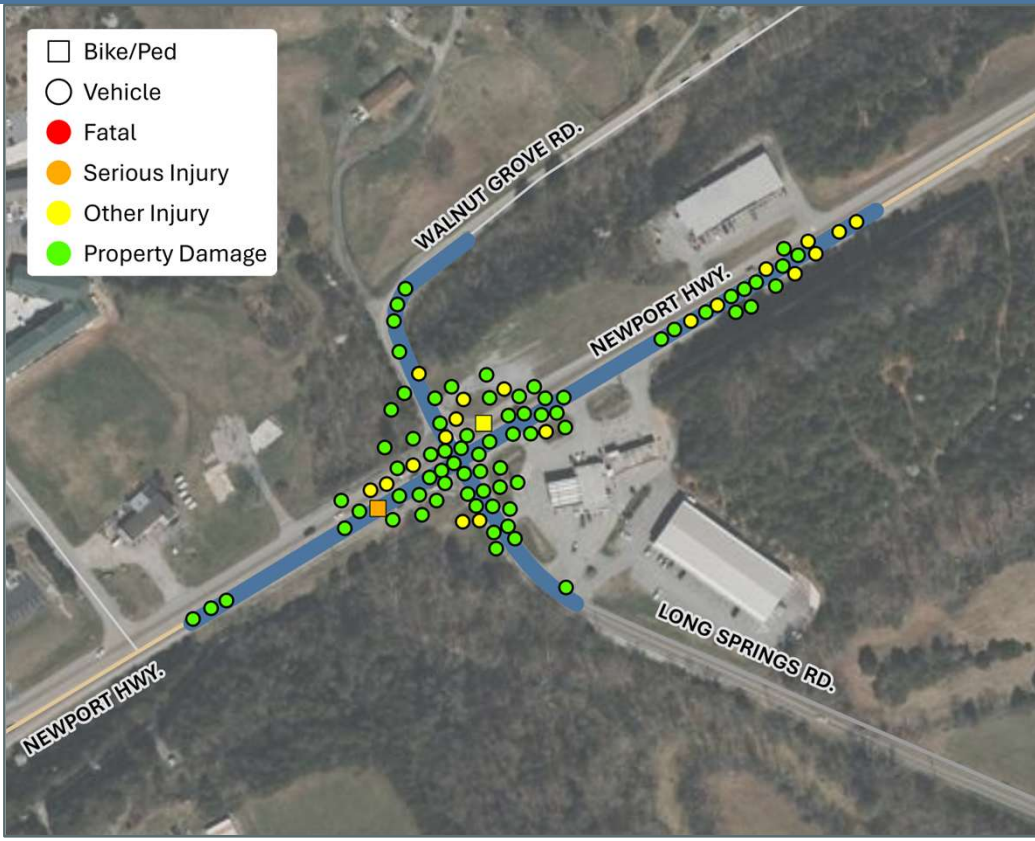 Bike/Ped
Vehicle
Fatal
Serious Injury
Other Injury
Property Damage
WALNUT GROVE RD.
NEWPORT HWY.
LONG SPRINGS RD.
NEWPORT HWY.